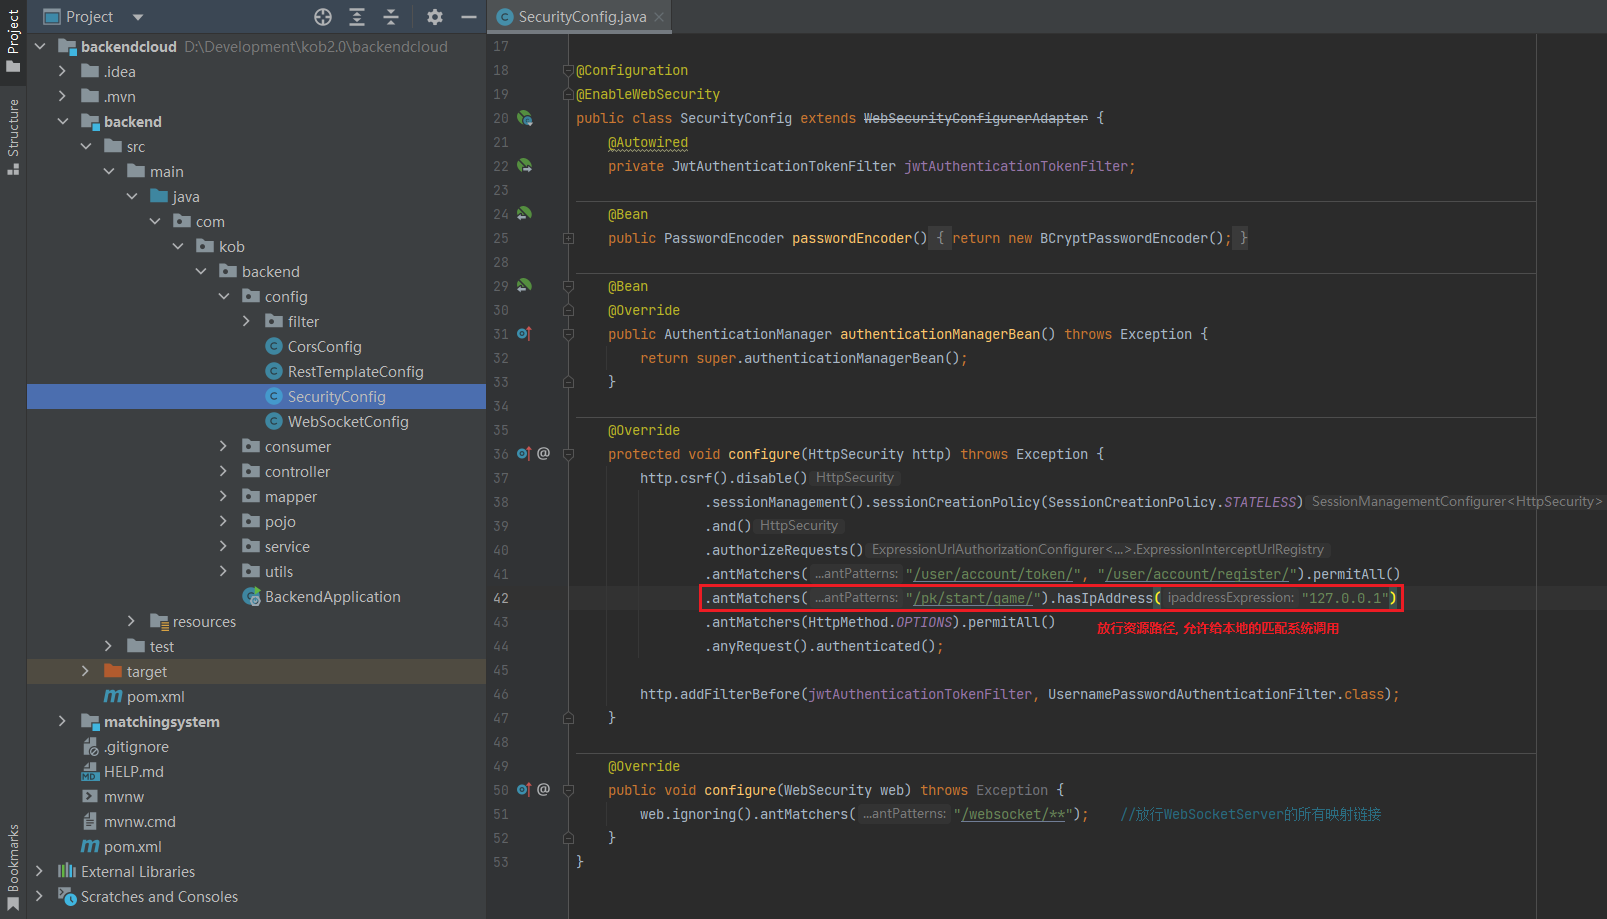 Project
SecurityConfig.java
Project
Structure
Bookmarks
backendcloud D:\Development\kob2.0\backendcloud
.idea
.mvn
backend
src
main
java
com
kob
backend
config
filter
CorsConfig
RestTemplateConfig
SecurityConfig
WebSocketConfig
consumer
controller
mapper
pojo
service
utils
BackendApplication
resources
test
target
pom.xml
matchingsystem
.gitignore
HELP.md
mvnw
mvnw.cmd
pom.xml
External Libraries
Scratches and Consoles
17
18 @Configuration
19 @EnableWebSecurity
20 public class SecurityConfig extends WebSecurityConfigurerAdapter {
21 @Autowired
22 private JwtAuthenticationTokenFilter jwtAuthenticationTokenFilter;
23
24 @Bean
25 public PasswordEncoder passwordEncoder() { return new BCryptPasswordEncoder(); }
28
29 @Bean
30 @Override
31 public AuthenticationManager authenticationManagerBean() throws Exception {
32 return super.authenticationManagerBean();
33 }
34
35 @Override
36 @ protected void configure(HttpSecurity http) throws Exception {
37 http.csrf().disable() HttpSecurity
38 .sessionManagement().sessionCreationPolicy(SessionCreationPolicy.STATELESS) SessionManagementConfigurer<HttpSecurity>
39 .and() HttpSecurity
40 .authorizeRequests() ExpressionUrlAuthorizationConfigurer<...>.ExpressionInterceptUrlRegistry
41 .antMatchers( ...antPatterns: "/user/account/token/", "/user/account/register/").permitAll()
42 .antMatchers( ...antPatterns: "/pk/start/game/").hasIpAddress( ipaddressExpression: "127.0.0.1")
43 .antMatchers(HttpMethod.OPTIONS).permitAll() 放行资源路径, 允许给本地的匹配系统调用
44 .anyRequest().authenticated();
45
46 http.addFilterBefore(jwtAuthenticationTokenFilter, UsernamePasswordAuthenticationFilter.class);
47 }
48
49 @Override
50 @ public void configure(WebSecurity web) throws Exception {
51 web.ignoring().antMatchers( ...antPatterns: "/websocket/**"); //放行WebSocketServer的所有映射链接
52 }
53 }